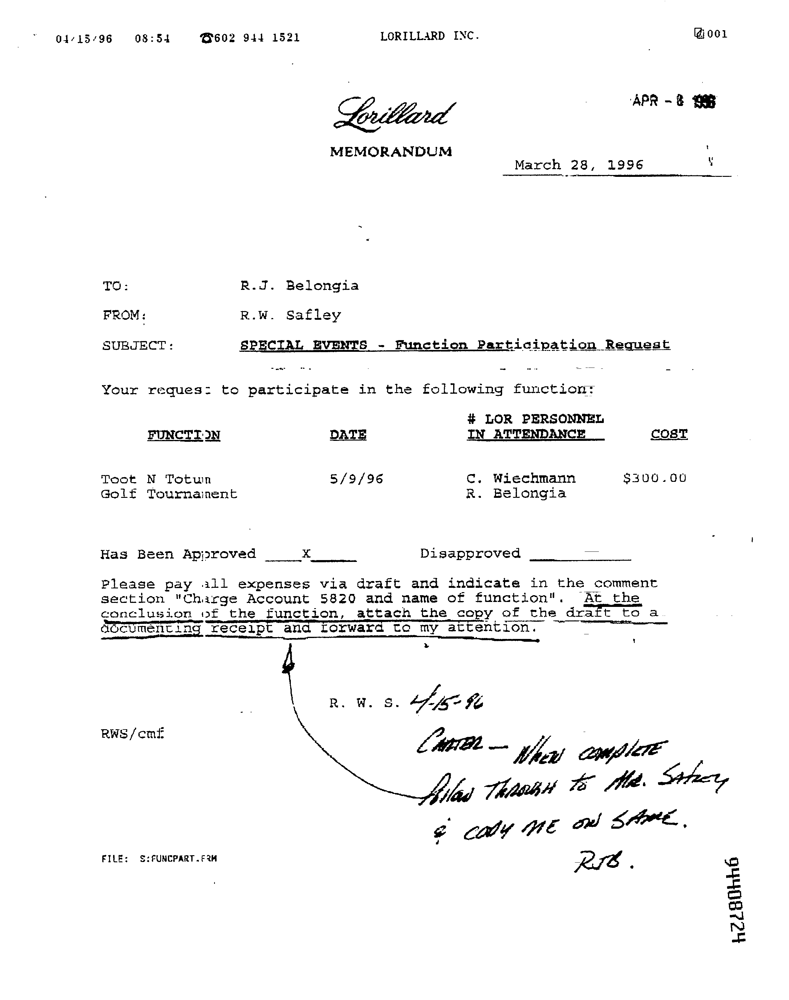 04/15/96 08:54 ☎602 944 1521 LORILLARD INC. 001
APR - 8 1996
Lorillard
MEMORANDUM
March 28, 1996
TO: R.J. Belongia
FROM: R.W. Safley
SUBJECT: SPECIAL EVENTS - Function Participation Request
Your request to participate in the following function:
# LOR PERSONNEL
FUNCTION DATE IN ATTENDANCE COST
Toot N Totum 5/9/96 C. Wiechmann $300.00
Golf Tournament R. Belongia
Has Been Approved X Disapproved —
Please pay all expenses via draft and indicate in the comment
section "Charge Account 5820 and name of function". At the
conclusion of the function, attach the copy of the draft to a
documenting receipt and forward to my attention.
R. W. S. 4-15-96
RWS/cmf
CARTER — WHEN COMPLETE
Follow THROUGH to MR. Safley
& COPY ME ON SAME.
RJB.
FILE: S:FUNCPART.FRM
94408724